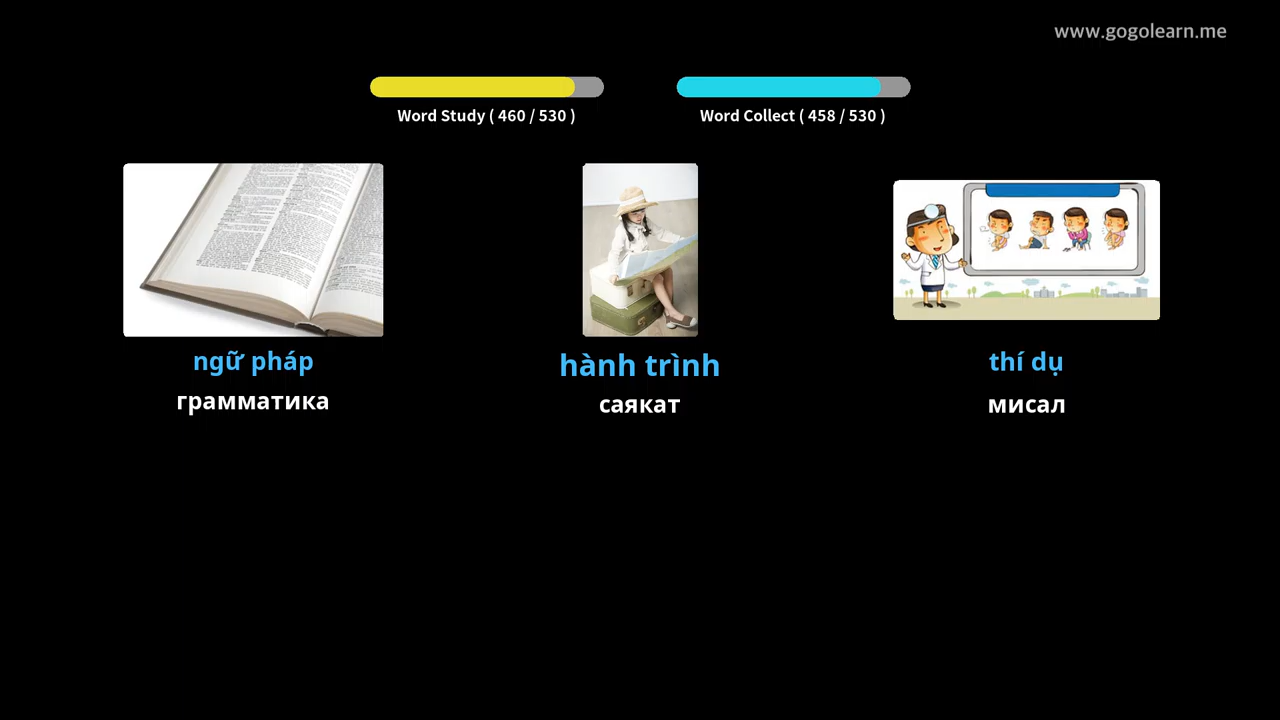 www.gogolearn.me
Word Study ( 460 / 530 )
Word Collect ( 458 / 530 )
ngữ pháp
грамматика
hành trình
саякат
thí dụ
мисал